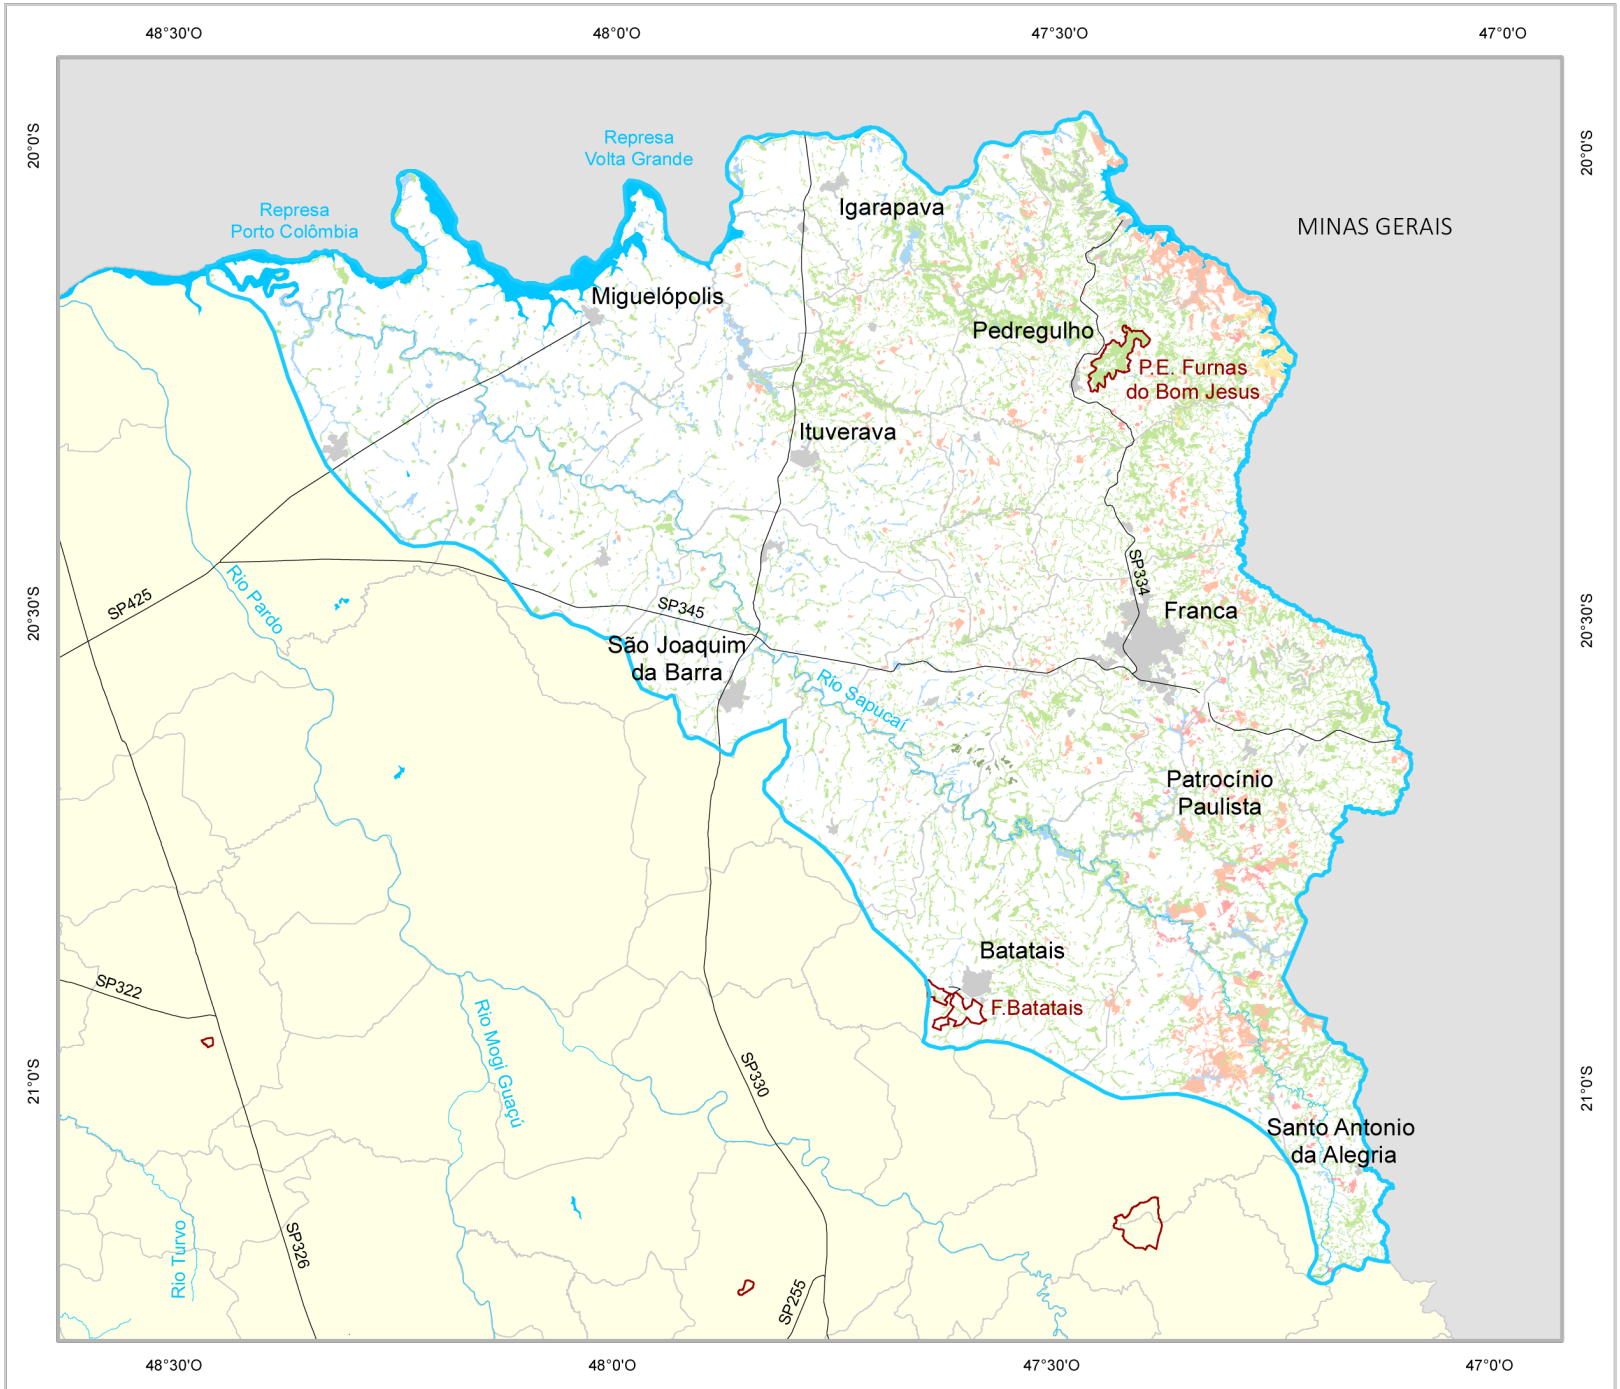 48°30'O
48°0'O
47°30'O
47°0'O
20°0'S
20°0'S
Represa
Volta Grande
Represa
Porto Colômbia
Igarapava
MINAS GERAIS
Miguelópolis
Pedregulho
P.E. Furnas
do Bom Jesus
Ituverava
SP334
SP425
Rio Pardo
SP345
Franca
20°30'S
20°30'S
São Joaquim
da Barra
Rio Sapucaí
Patrocínio
Paulista
Batatais
F.Batatais
SP322
Rio Mogi Guaçú
SP330
21°0'S
21°0'S
Santo Antonio
da Alegria
Rio Turvo
SP326
SP255
48°30'O
48°0'O
47°30'O
47°0'O